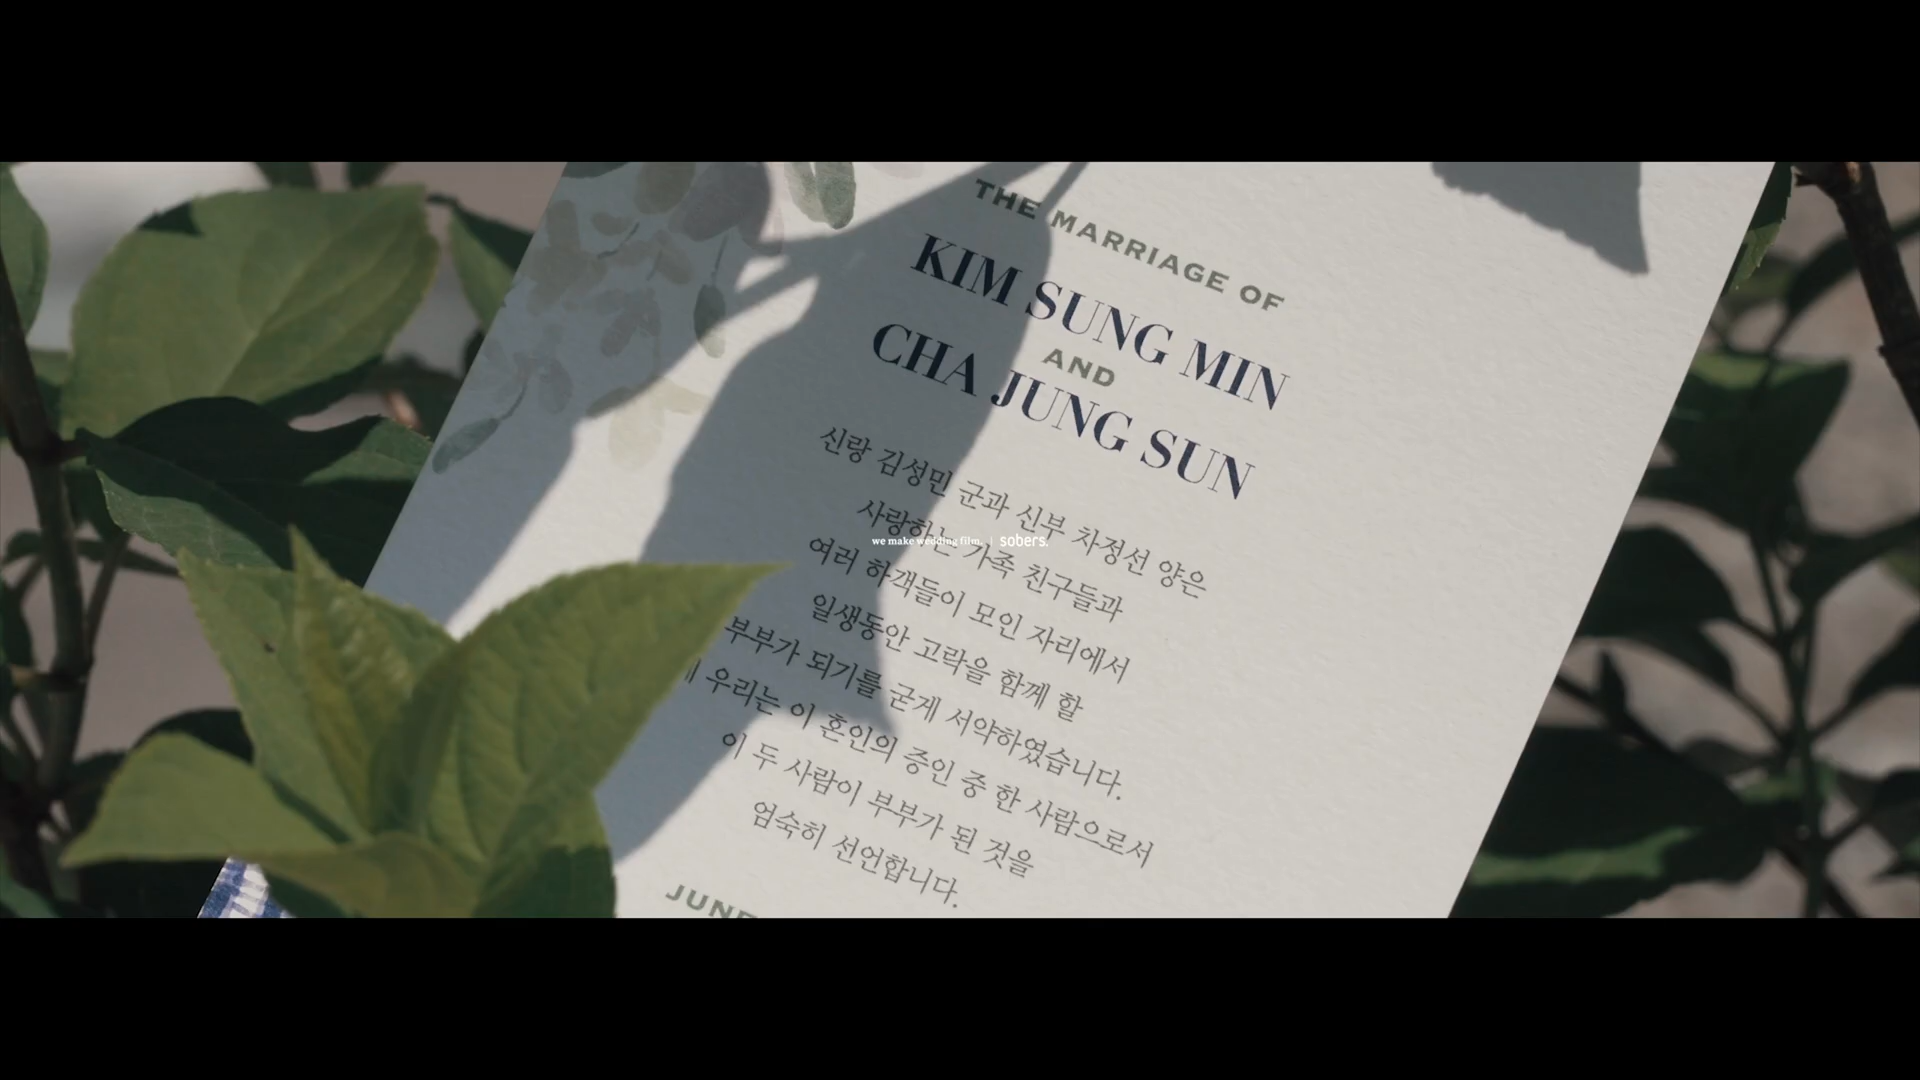 THE MARRIAGE OF
KIM SUNG MIN
AND
CHA JUNG SUN
신랑 김성민 군과 신부 차정선 양은
사랑하는 가족 친구들과
여러 하객들이 모인 자리에서
일생동안 고락을 함께 할
부부가 되기를 굳게 서약하였습니다.
우리는 이 혼인의 증인 중 한 사람으로서
이 두 사람이 부부가 된 것을
엄숙히 선언합니다.
JUNE
we make wedding film. | sobers.